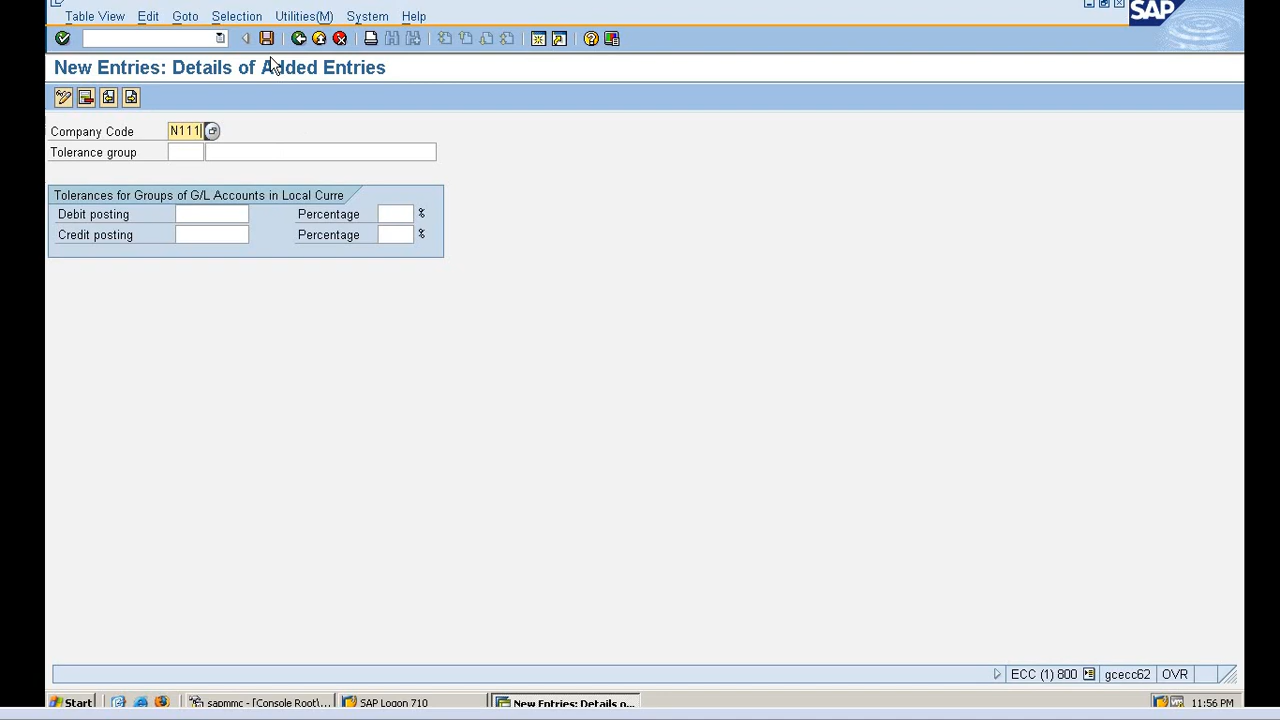 Table View Edit Goto Selection Utilities(M) System Help
SAP
New Entries: Details of Added Entries
Company Code N111
Tolerance group
Tolerances for Groups of G/L Accounts in Local Curre
Debit posting Percentage %
Credit posting Percentage %
ECC (1) 800 gcecc62 OVR
Start sapmmc - [Console Root\... SAP Logon 710 New Entries: Details o... 11:56 PM